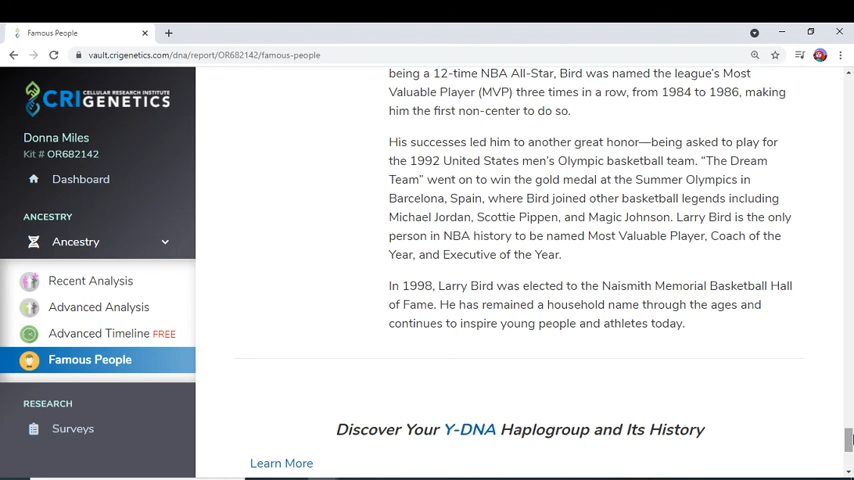 Famous People
vault.crigenetics.com/dna/report/OR682142/famous-people
CRI CELLULAR RESEARCH INSTITUTE
GENETICS
Donna Miles
Kit # OR682142
Dashboard
ANCESTRY
Ancestry
Recent Analysis
Advanced Analysis
Advanced Timeline FREE
Famous People
RESEARCH
Surveys
being a 12-time NBA All-Star, Bird was named the league's Most
Valuable Player (MVP) three times in a row, from 1984 to 1986, making
him the first non-center to do so.
His successes led him to another great honor—being asked to play for
the 1992 United States men's Olympic basketball team. “The Dream
Team” went on to win the gold medal at the Summer Olympics in
Barcelona, Spain, where Bird joined other basketball legends including
Michael Jordan, Scottie Pippen, and Magic Johnson. Larry Bird is the only
person in NBA history to be named Most Valuable Player, Coach of the
Year, and Executive of the Year.
In 1998, Larry Bird was elected to the Naismith Memorial Basketball Hall
of Fame. He has remained a household name through the ages and
continues to inspire young people and athletes today.
Discover Your Y-DNA Haplogroup and Its History
Learn More